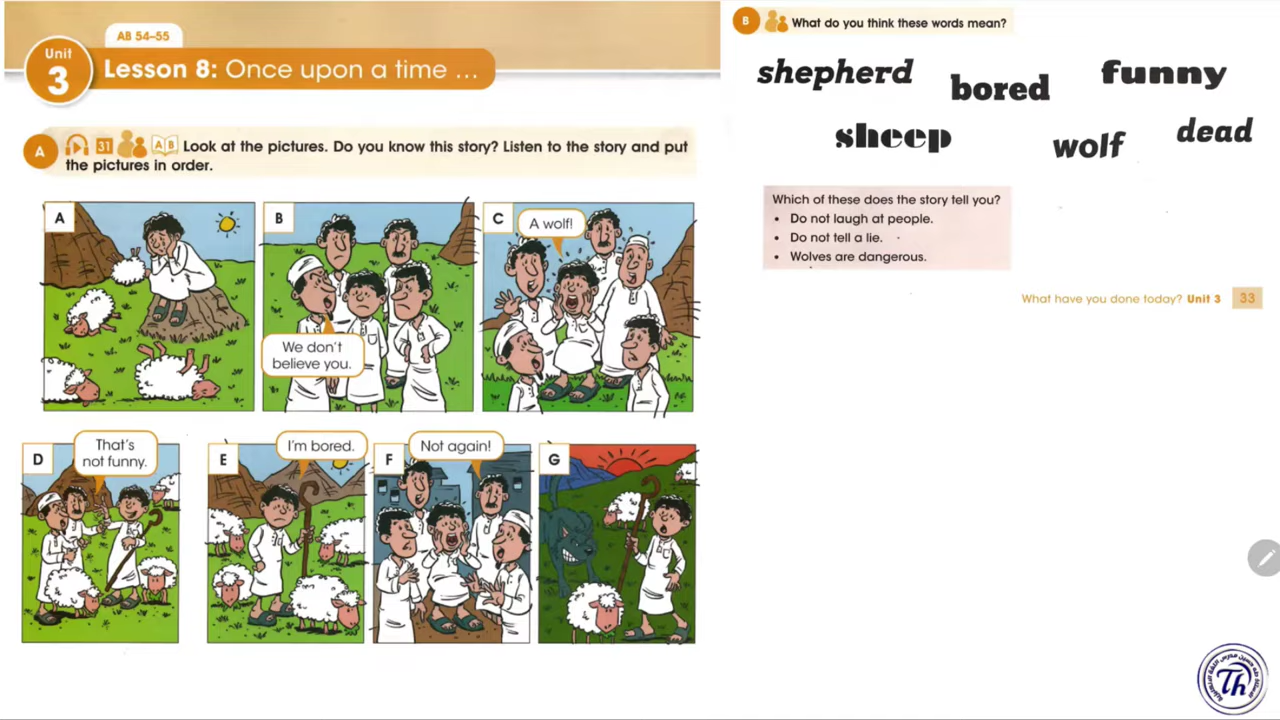 AB 54–55
Unit
3
Lesson 8: Once upon a time ...
A
31
AB
Look at the pictures. Do you know this story? Listen to the story and put
the pictures in order.
A
B
We don't
believe you.
C
A wolf!
D
That's
not funny.
E
I'm bored.
F
Not again!
G
B
What do you think these words mean?
shepherd
bored
funny
sheep
wolf
dead
Which of these does the story tell you?
• Do not laugh at people.
• Do not tell a lie.
• Wolves are dangerous.
What have you done today? Unit 3
33
Th